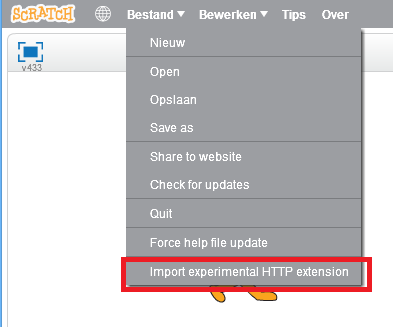 SCRATCH Bestand Bewerken Tips Over
v433
Nieuw
Open
Opslaan
Save as
Share to website
Check for updates
Quit
Force help file update
Import experimental HTTP extension